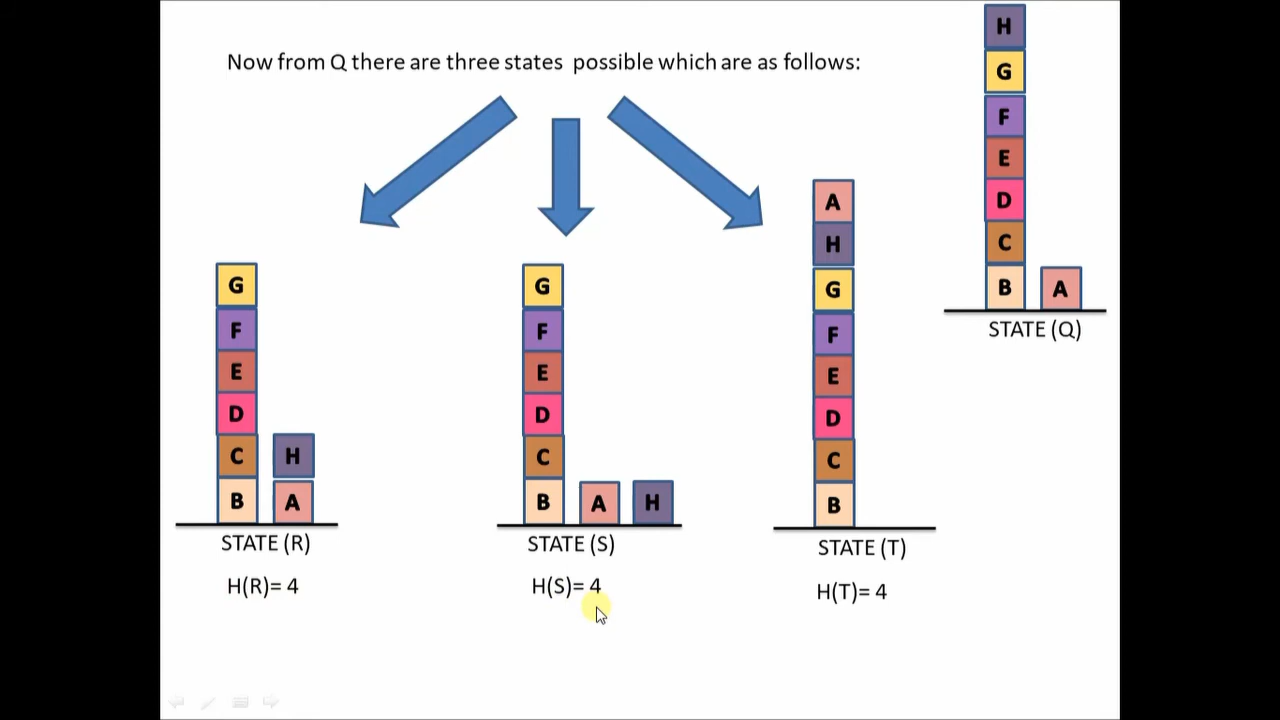 Now from Q there are three states possible which are as follows:
H
G
F
E
D
C
B A
STATE (Q)
G
F
E
D
C H
B A
STATE (R)
H(R)= 4
G
F
E
D
C
B A H
STATE (S)
H(S)= 4
A
H
G
F
E
D
C
B
STATE (T)
H(T)= 4